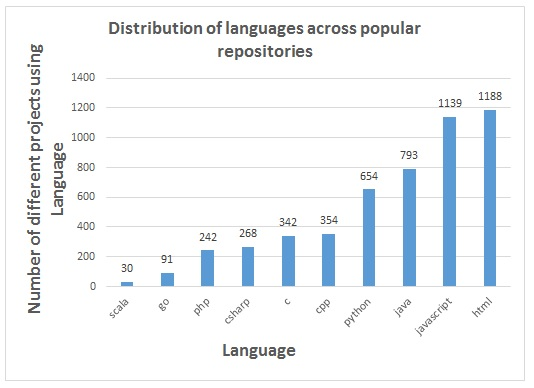 Distribution of languages across popular
repositories
Number of different projects using
Language
1400
1200
1000
800
600
400
200
0
30
91
242
268
342
354
654
793
1139
1188
scala
go
php
csharp
c
cpp
python
java
javascript
html
Language